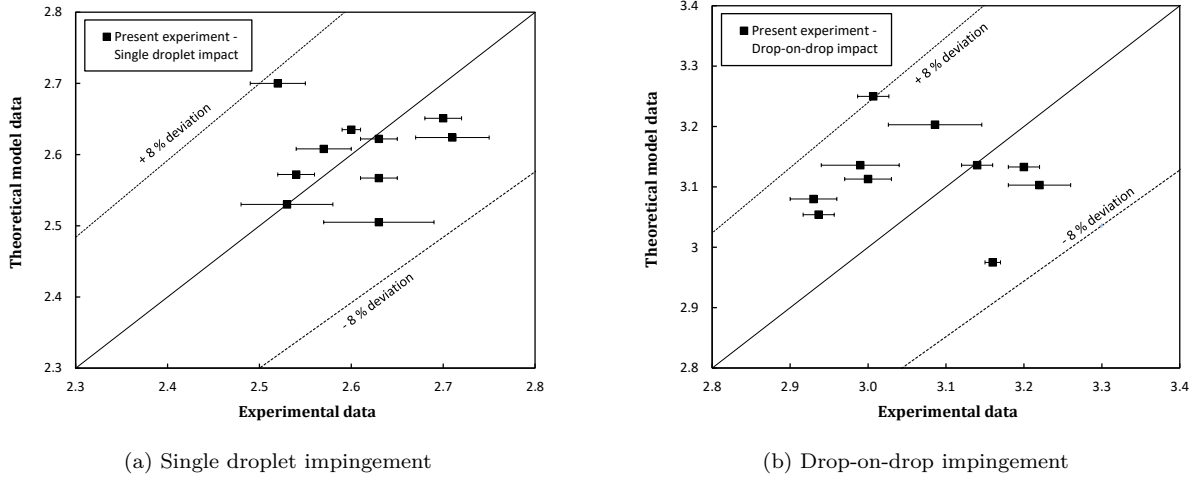 2.8
2.7
2.6
2.5
2.4
2.3
2.3
2.4
2.5
2.6
2.7
2.8
Theoretical model data
Experimental data
Present experiment -
Single droplet impact
+ 8 % deviation
- 8 % deviation
(a) Single droplet impingement
3.4
3.3
3.2
3.1
3
2.9
2.8
2.8
2.9
3.0
3.1
3.2
3.3
3.4
Theoretical model data
Experimental data
Present experiment -
Drop-on-drop impact
+ 8 % deviation
- 8 % deviation
(b) Drop-on-drop impingement